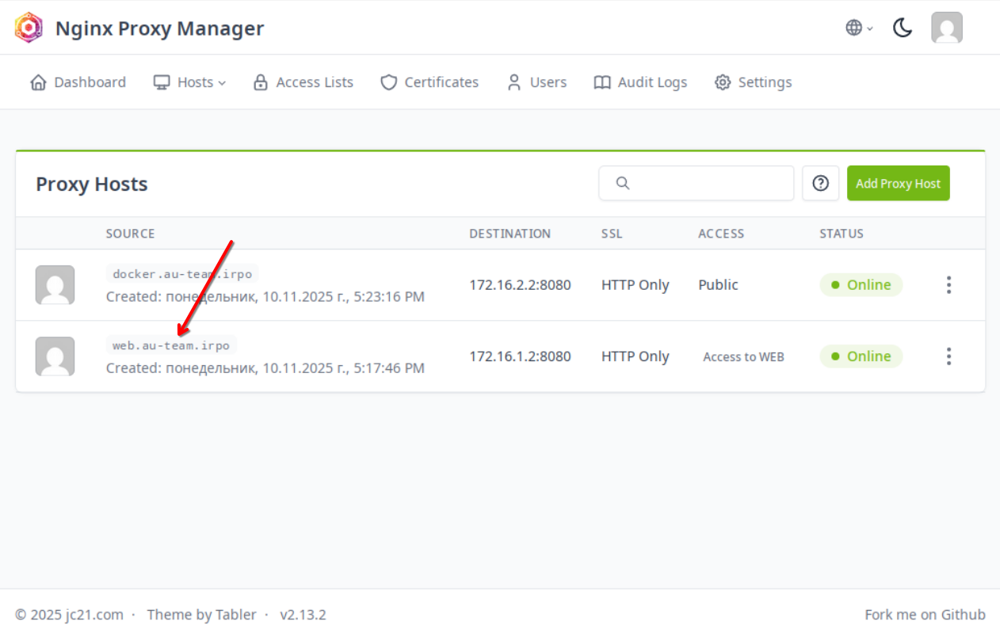 Nginx Proxy Manager
Dashboard Hosts Access Lists Certificates Users Audit Logs Settings
Proxy Hosts Add Proxy Host
SOURCE DESTINATION SSL ACCESS STATUS
docker.au-team.irpo
Created: понедельник, 10.11.2025 г., 5:23:16 PM 172.16.2.2:8080 HTTP Only Public Online
web.au-team.irpo
Created: понедельник, 10.11.2025 г., 5:17:46 PM 172.16.1.2:8080 HTTP Only Access to WEB Online
© 2025 jc21.com · Theme by Tabler · v2.13.2 Fork me on Github